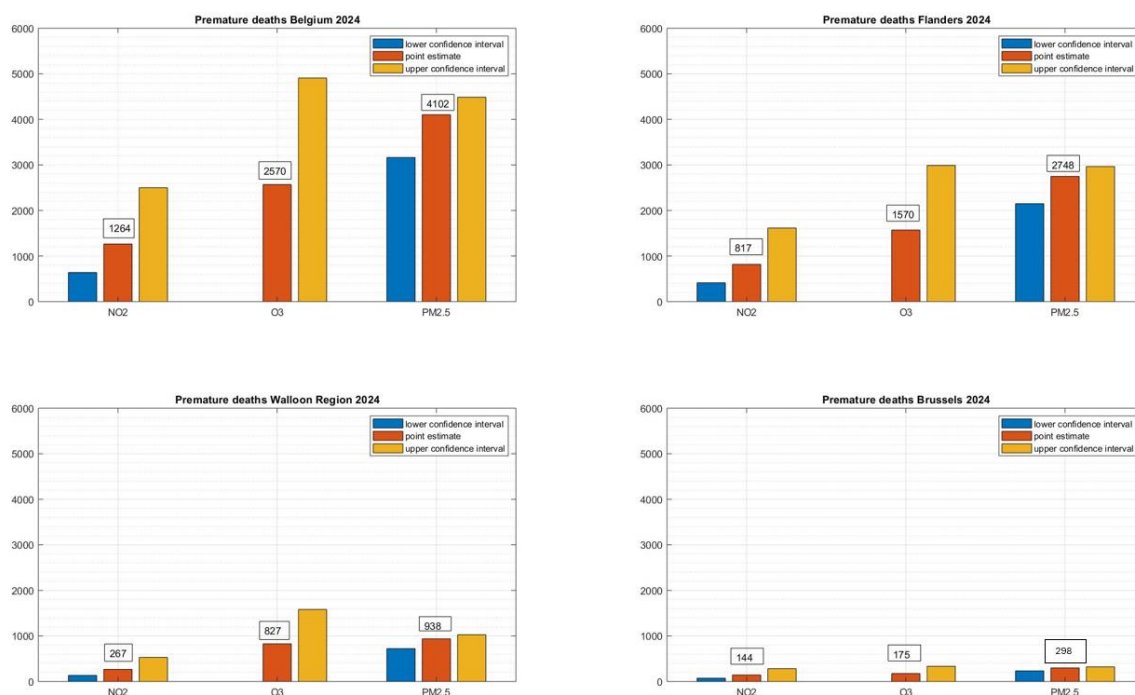 Premature deaths Belgium 2024
6000
5000
4000
3000
2000
1000
0
lower confidence interval
point estimate
upper confidence interval
1264
2570
4102
NO2
O3
PM2.5
Premature deaths Flanders 2024
6000
5000
4000
3000
2000
1000
0
lower confidence interval
point estimate
upper confidence interval
817
1570
2748
NO2
O3
PM2.5
Premature deaths Walloon Region 2024
6000
5000
4000
3000
2000
1000
0
lower confidence interval
point estimate
upper confidence interval
267
827
938
NO2
O3
PM2.5
Premature deaths Brussels 2024
6000
5000
4000
3000
2000
1000
0
lower confidence interval
point estimate
upper confidence interval
144
175
298
NO2
O3
PM2.5